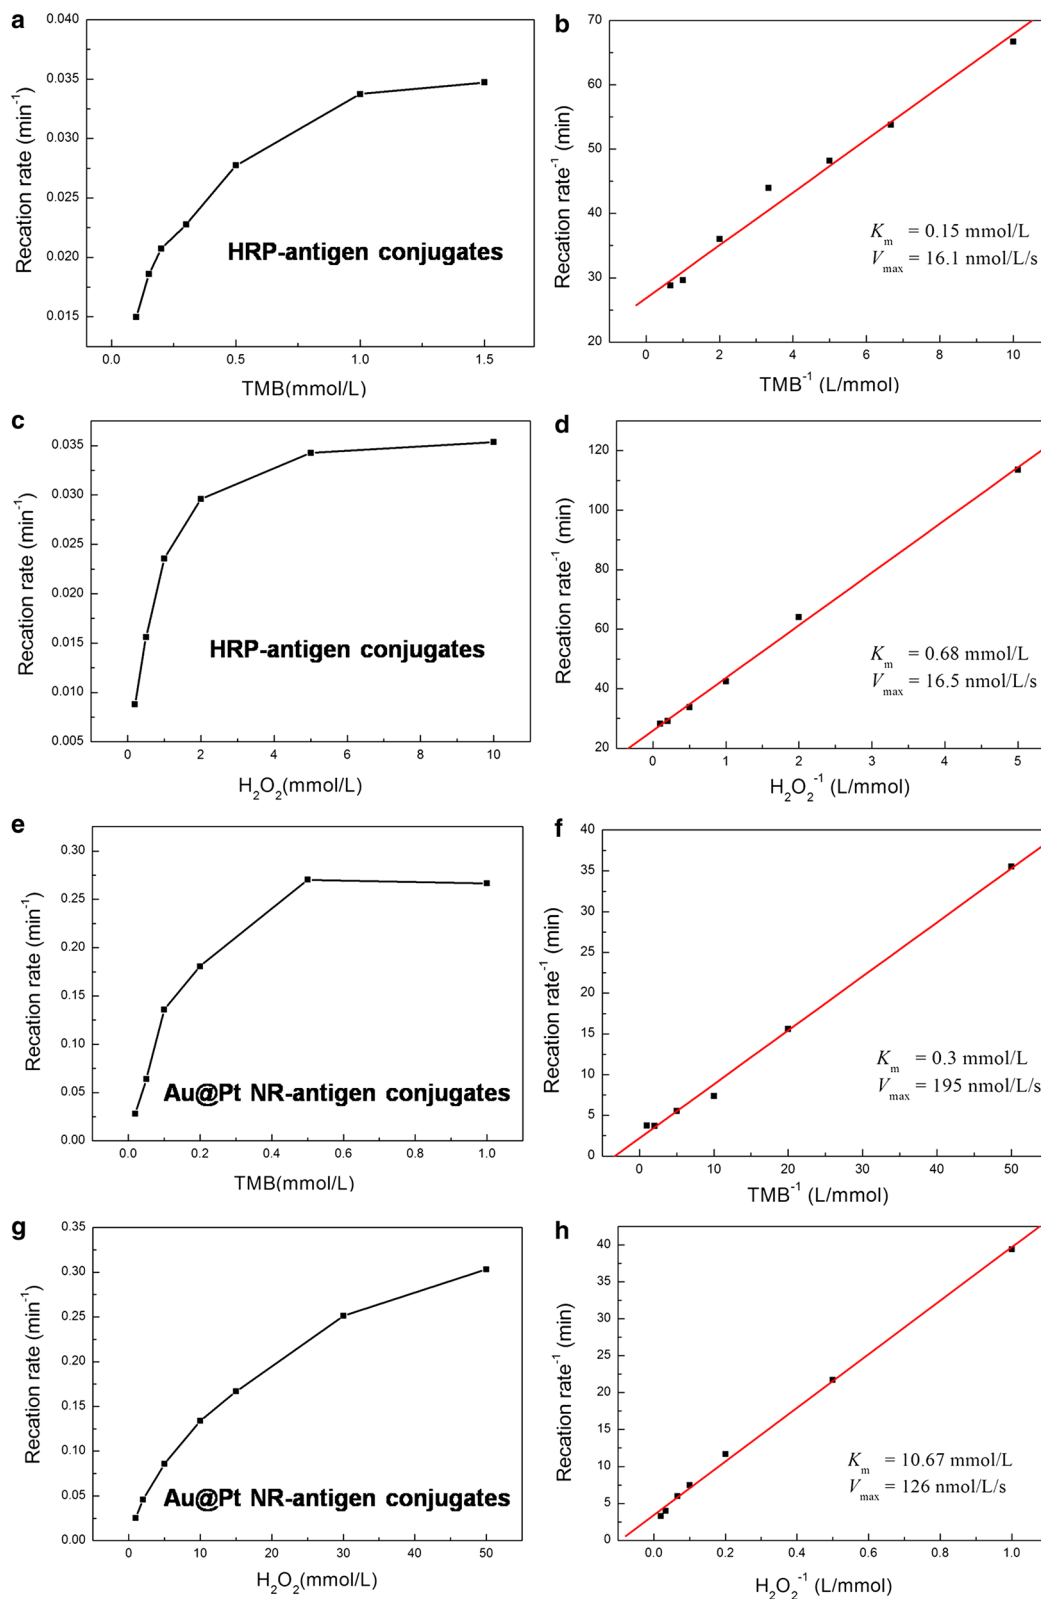 a
Recation rate (min⁻¹)
0.040
0.035
0.030
0.025
0.020
0.015
HRP-antigen conjugates
0.0 0.5 1.0 1.5
TMB(mmol/L)
b
Recation rate⁻¹ (min)
70
60
50
40
30
20
Kₘ = 0.15 mmol/L
Vₘₐₓ = 16.1 nmol/L/s
0 2 4 6 8 10
TMB⁻¹ (L/mmol)
c
Recation rate (min⁻¹)
0.035
0.030
0.025
0.020
0.015
0.010
0.005
HRP-antigen conjugates
0 2 4 6 8 10
H₂O₂(mmol/L)
d
Recation rate⁻¹ (min)
120
100
80
60
40
20
Kₘ = 0.68 mmol/L
Vₘₐₓ = 16.5 nmol/L/s
0 1 2 3 4 5
H₂O₂⁻¹ (L/mmol)
e
Recation rate (min⁻¹)
0.30
0.25
0.20
0.15
0.10
0.05
0.00
Au@Pt NR-antigen conjugates
0.0 0.2 0.4 0.6 0.8 1.0
TMB(mmol/L)
f
Recation rate⁻¹ (min)
40
35
30
25
20
15
10
5
0
Kₘ = 0.3 mmol/L
Vₘₐₓ = 195 nmol/L/s
0 10 20 30 40 50
TMB⁻¹ (L/mmol)
g
Recation rate (min⁻¹)
0.35
0.30
0.25
0.20
0.15
0.10
0.05
0.00
Au@Pt NR-antigen conjugates
0 10 20 30 40 50
H₂O₂(mmol/L)
h
Recation rate⁻¹ (min)
40
35
30
25
20
15
10
5
0
Kₘ = 10.67 mmol/L
Vₘₐₓ = 126 nmol/L/s
0.0 0.2 0.4 0.6 0.8 1.0
H₂O₂⁻¹ (L/mmol)